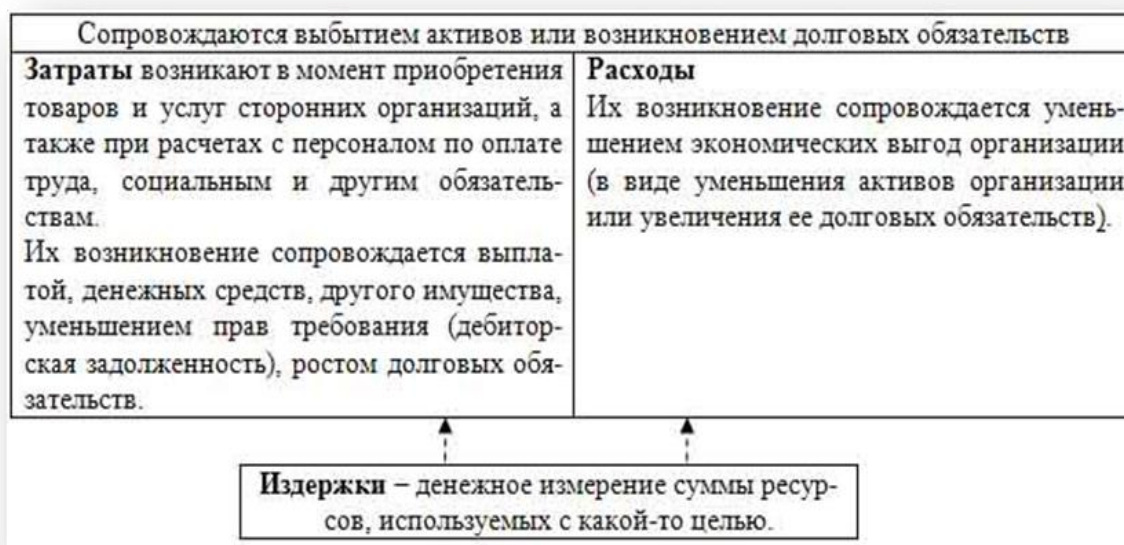 Сопровождаются выбытием активов или возникновением долговых обязательств
Затраты возникают в момент приобретения
товаров и услуг сторонних организаций, а
также при расчетах с персоналом по оплате
труда, социальным и другим обязатель-
ствам.
Их возникновение сопровождается выпла-
той, денежных средств, другого имущества,
уменьшением прав требования (дебитор-
ская задолженность), ростом долговых обя-
зательств.
Расходы
Их возникновение сопровождается умень-
шением экономических выгод организации
(в виде уменьшения активов организации
или увеличения ее долговых обязательств).
Издержки – денежное измерение суммы ресур-
сов, используемых с какой-то целью.